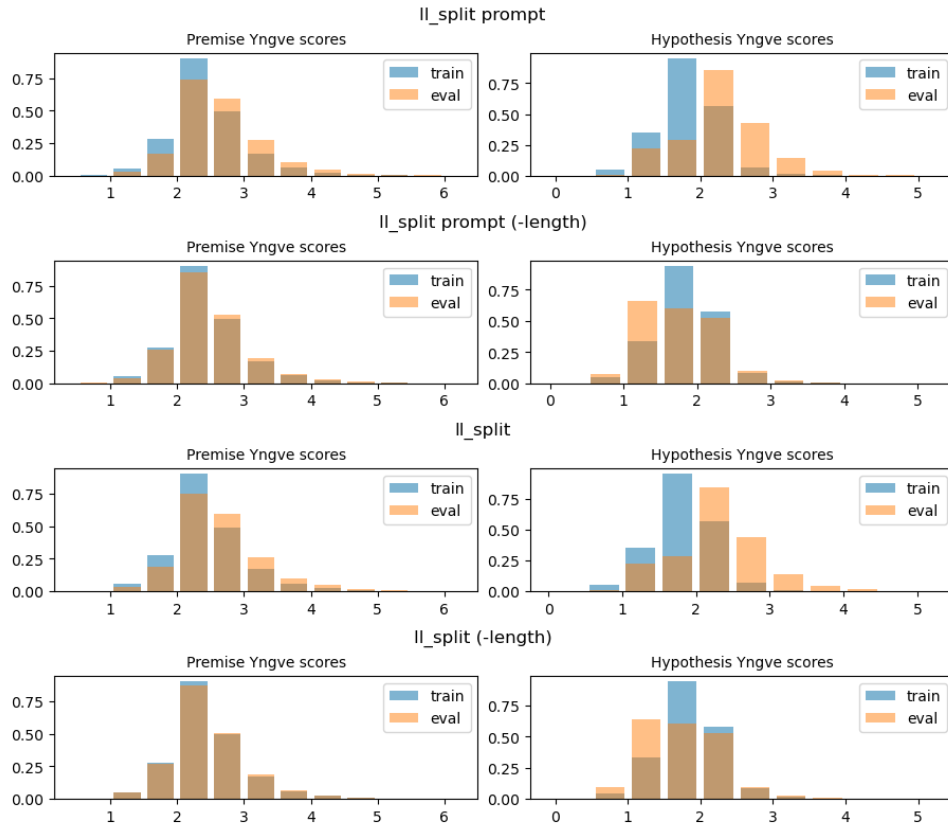 ll_split prompt
Premise Yngve scores
Hypothesis Yngve scores
0.75
0.50
0.25
0.00
train
eval
train
eval
1 2 3 4 5 6
0 1 2 3 4 5
ll_split prompt (-length)
Premise Yngve scores
Hypothesis Yngve scores
0.75
0.50
0.25
0.00
train
eval
0.75
0.50
0.25
0.00
train
eval
1 2 3 4 5 6
0 1 2 3 4 5
ll_split
Premise Yngve scores
Hypothesis Yngve scores
0.75
0.50
0.25
0.00
train
eval
0.75
0.50
0.25
0.00
train
eval
1 2 3 4 5 6
0 1 2 3 4 5
ll_split (-length)
Premise Yngve scores
Hypothesis Yngve scores
0.75
0.50
0.25
0.00
train
eval
0.75
0.50
0.25
0.00
train
eval
1 2 3 4 5 6
0 1 2 3 4 5